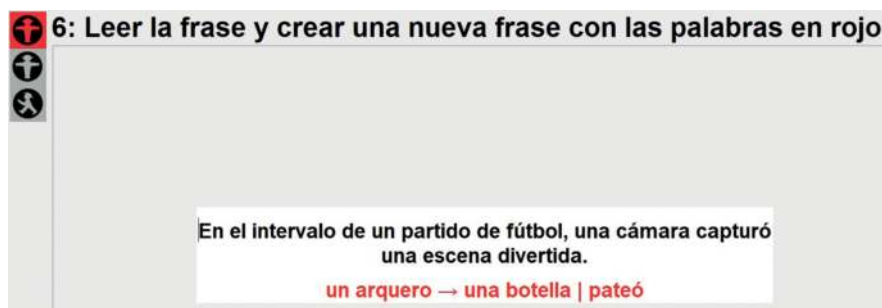 6: Leer la frase y crear una nueva frase con las palabras en rojo
En el intervalo de un partido de fútbol, una cámara capturó
una escena divertida.
un arquero → una botella | pateó